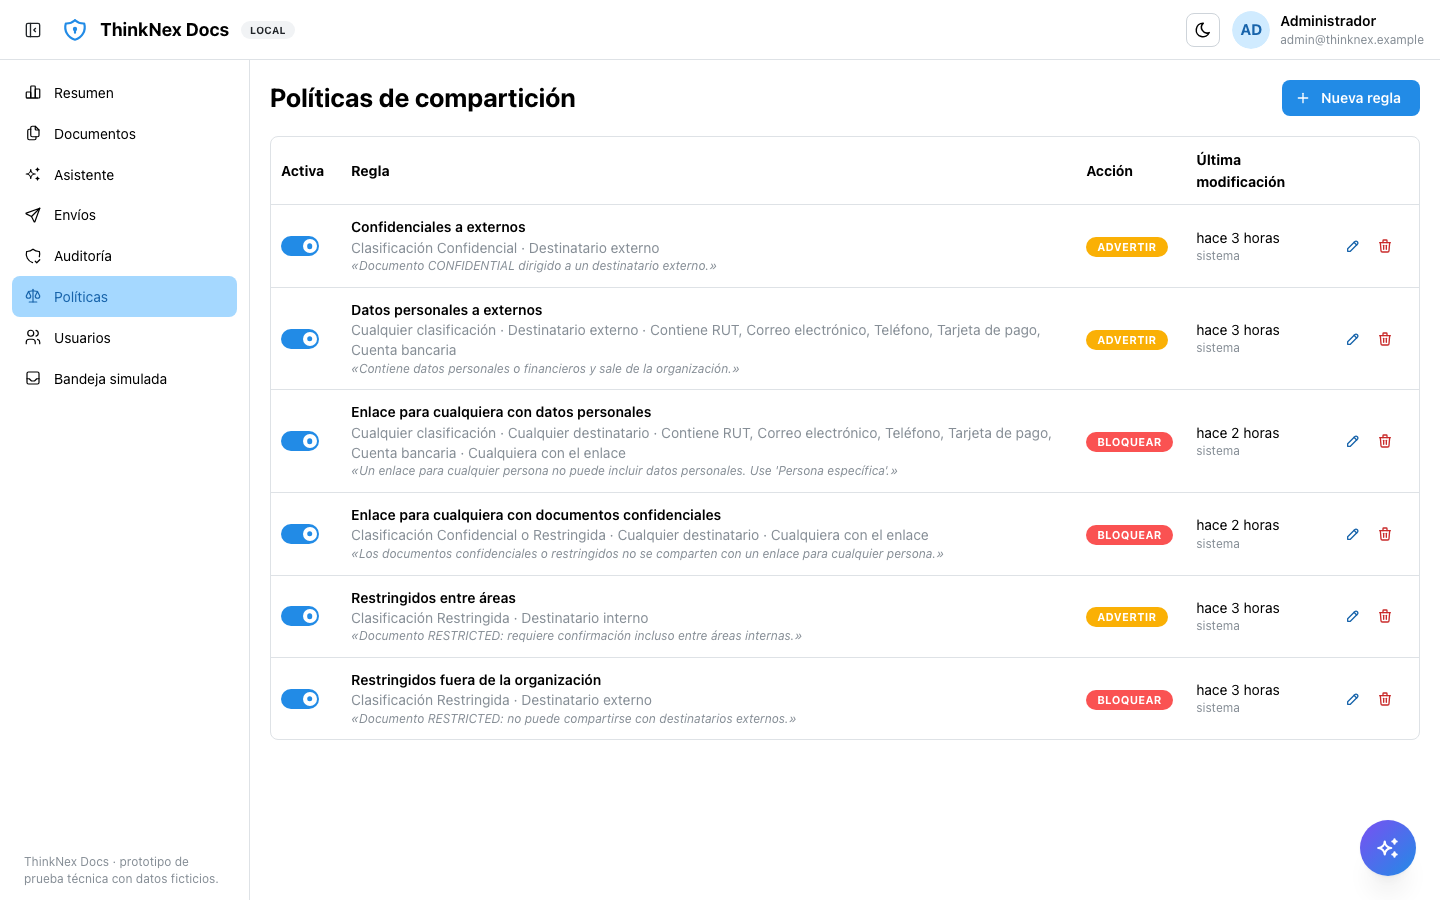 ThinkNex Docs LOCAL
AD Administrador
admin@thinknex.example
Resumen
Documentos
Asistente
Envíos
Auditoría
Políticas
Usuarios
Bandeja simulada
ThinkNex Docs · prototipo de
prueba técnica con datos ficticios.
Políticas de compartición
Nueva regla
Activa Regla Acción Última
modificación
Confidenciales a externos
Clasificación Confidencial · Destinatario externo
«Documento CONFIDENTIAL dirigido a un destinatario externo.»
ADVERTIR
hace 3 horas
sistema
Datos personales a externos
Cualquier clasificación · Destinatario externo · Contiene RUT, Correo electrónico, Teléfono, Tarjeta de pago,
Cuenta bancaria
«Contiene datos personales o financieros y sale de la organización.»
ADVERTIR
hace 3 horas
sistema
Enlace para cualquiera con datos personales
Cualquier clasificación · Cualquier destinatario · Contiene RUT, Correo electrónico, Teléfono, Tarjeta de pago,
Cuenta bancaria · Cualquiera con el enlace
«Un enlace para cualquier persona no puede incluir datos personales. Use 'Persona específica'.»
BLOQUEAR
hace 2 horas
sistema
Enlace para cualquiera con documentos confidenciales
Clasificación Confidencial o Restringida · Cualquier destinatario · Cualquiera con el enlace
«Los documentos confidenciales o restringidos no se comparten con un enlace para cualquier persona.»
BLOQUEAR
hace 2 horas
sistema
Restringidos entre áreas
Clasificación Restringida · Destinatario interno
«Documento RESTRICTED: requiere confirmación incluso entre áreas internas.»
ADVERTIR
hace 3 horas
sistema
Restringidos fuera de la organización
Clasificación Restringida · Destinatario externo
«Documento RESTRICTED: no puede compartirse con destinatarios externos.»
BLOQUEAR
hace 3 horas
sistema